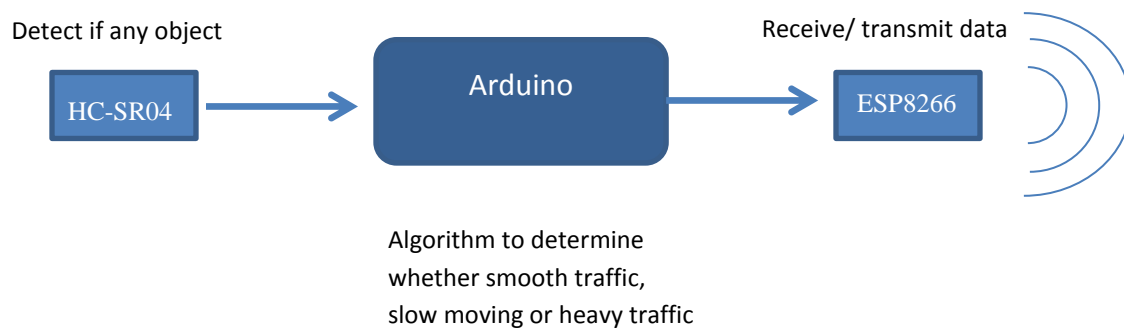 Detect if any object
Receive/ transmit data
HC-SR04
Arduino
ESP8266
Algorithm to determine
whether smooth traffic,
slow moving or heavy traffic